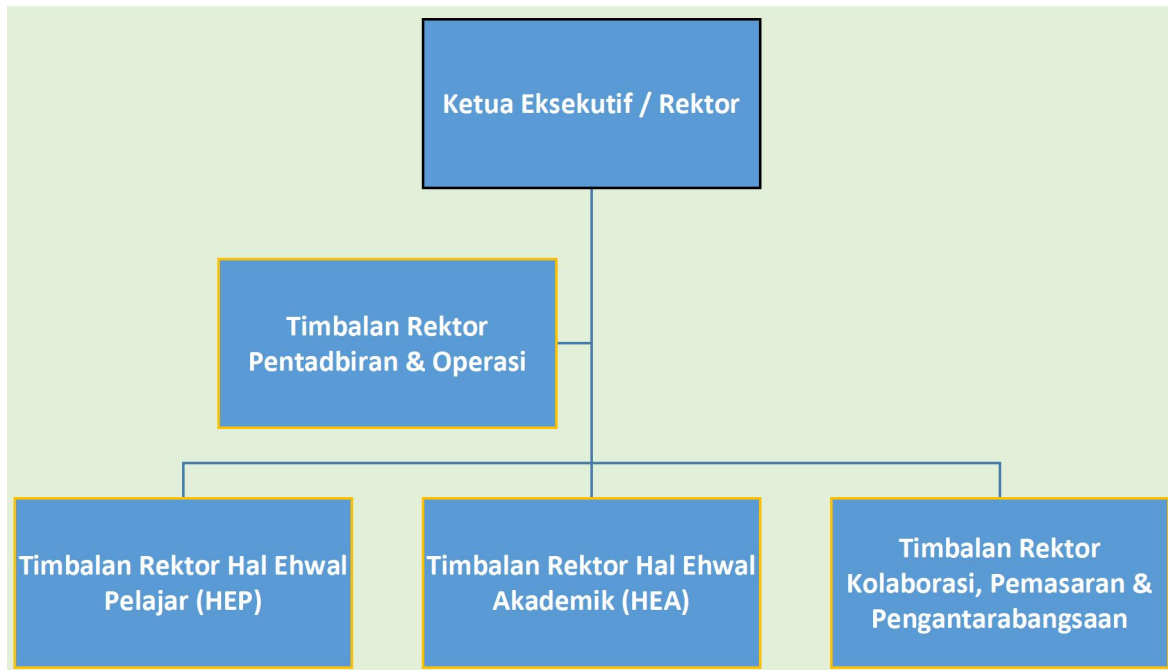 Ketua Eksekutif / Rektor
Timbalan Rektor
Pentadbiran & Operasi
Timbalan Rektor Hal Ehwal
Pelajar (HEP)
Timbalan Rektor Hal Ehwal
Akademik (HEA)
Timbalan Rektor
Kolaborasi, Pemasaran &
Pengantarabangsaan